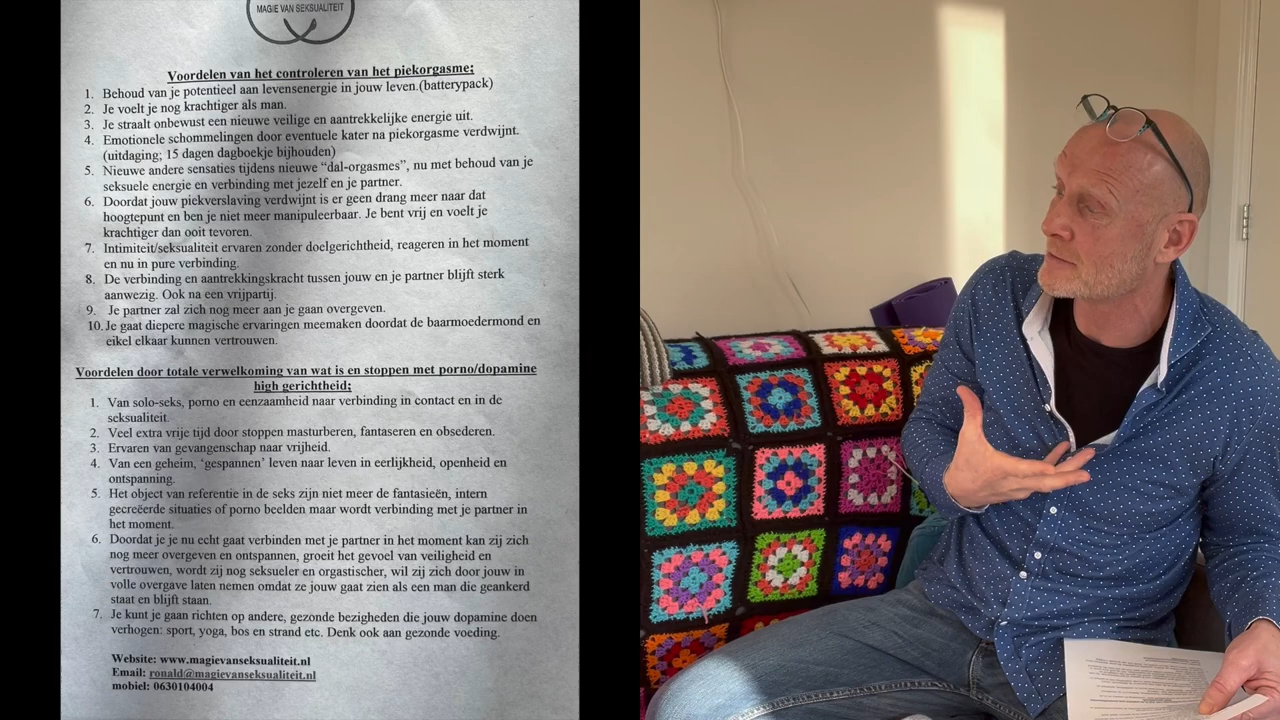 MAGIE VAN SEKSUALITEIT
Voordelen van het controleren van het piekorgasme;
1. Behoud van je potentieel aan levensenergie in jouw leven.(batterypack)
2. Je voelt je nog krachtiger als man.
3. Je straalt onbewust een nieuwe veilige en aantrekkelijke energie uit.
4. Emotionele schommelingen door eventuele kater na piekorgasme verdwijnt.
(uitdaging; 15 dagen dagboekje bijhouden)
5. Nieuwe andere sensaties tijdens nieuwe “dal-orgasmes”, nu met behoud van je
seksuele energie en verbinding met jezelf en je partner.
6. Doordat jouw piekverslaving verdwijnt is er geen drang meer naar dat
hoogtepunt en ben je niet meer manipuleerbaar. Je bent vrij en voelt je
krachtiger dan ooit tevoren.
7. Intimiteit/seksualiteit ervaren zonder doelgerichtheid, reageren in het moment
en nu in pure verbinding.
8. De verbinding en aantrekkingskracht tussen jouw en je partner blijft sterk
aanwezig. Ook na een vrijpartij.
9. Je partner zal zich nog meer aan je gaan overgeven.
10. Je gaat diepere magische ervaringen meemaken doordat de baarmoedermond en
eikel elkaar kunnen vertrouwen.
Voordelen door totale verwelkoming van wat is en stoppen met porno/dopamine
high gerichtheid;
1. Van solo-seks, porno en eenzaamheid naar verbinding in contact en in de
seksualiteit.
2. Veel extra vrije tijd door stoppen masturberen, fantaseren en obsederen.
3. Ervaren van gevangenschap naar vrijheid.
4. Van een geheim, ‘gespannen’ leven naar leven in eerlijkheid, openheid en
ontspanning.
5. Het object van referentie in de seks zijn niet meer de fantasieën, intern
gecreëerde situaties of porno beelden maar wordt verbinding met je partner in
het moment.
6. Doordat je je nu echt gaat verbinden met je partner in het moment kan zij zich
nog meer overgeven en ontspannen, groeit het gevoel van veiligheid en
vertrouwen, wordt zij nog seksueler en orgastischer, wil zij zich door jouw in
volle overgave laten nemen omdat ze jouw gaat zien als een man die geankerd
staat en blijft staan.
7. Je kunt je gaan richten op andere, gezonde bezigheden die jouw dopamine doen
verhogen: sport, yoga, bos en strand etc. Denk ook aan gezonde voeding.
Website: www.magievanseksualiteit.nl
Email: ronald@magievanseksualiteit.nl
mobiel: 0630104004